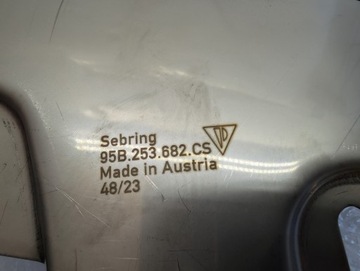 Sebring
95B.253.682.CS
Made in Austria
48/23